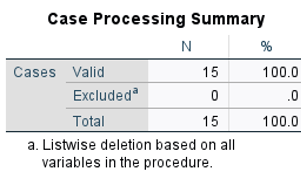 Case Processing Summary
N %
Cases Valid 15 100.0
Excludeda 0 .0
Total 15 100.0
a. Listwise deletion based on all
variables in the procedure.